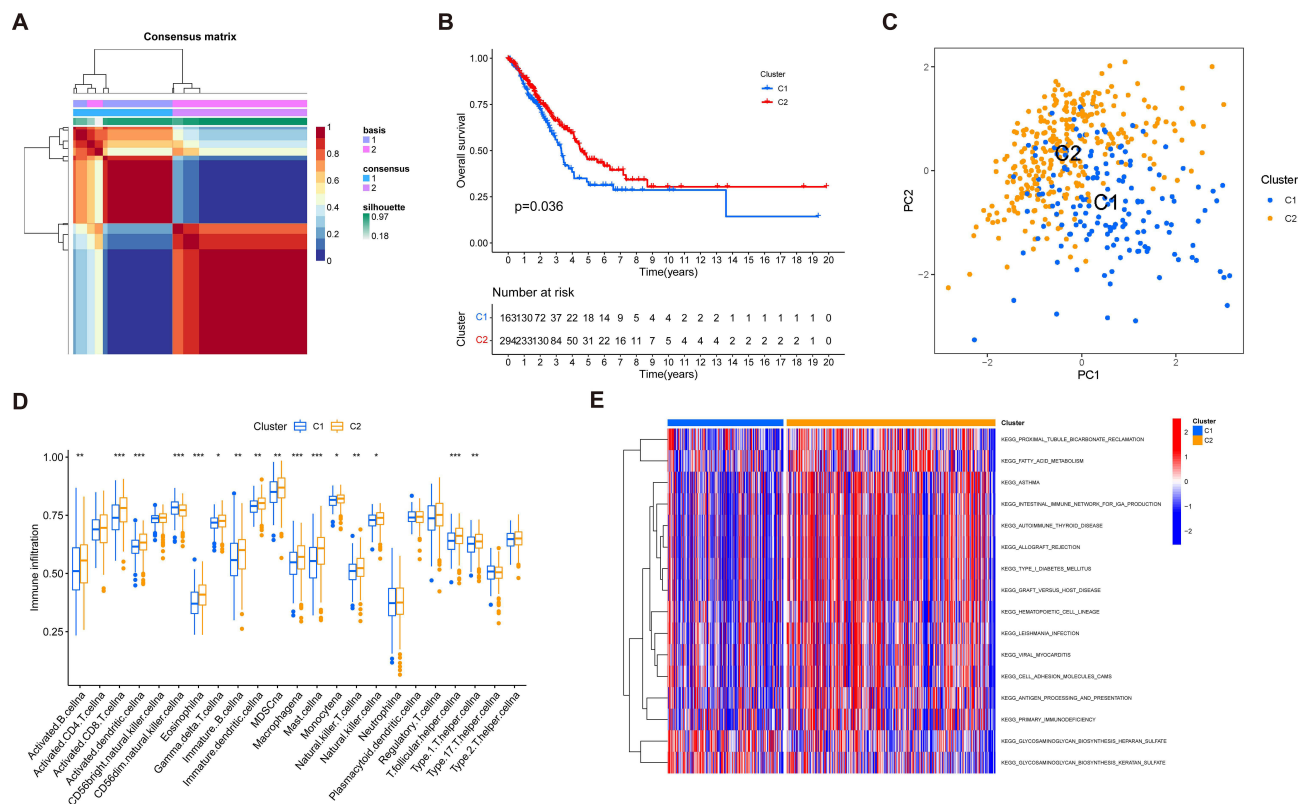 A
Consensus matrix
basis
1
2
consensus
1
2
silhouette
0.97
0.18
1
0.8
0.6
0.4
0.2
0
B
Cluster
C1
C2
Overall survival
1.00
0.75
0.50
0.25
0.00
p=0.036
0 1 2 3 4 5 6 7 8 9 10 11 12 13 14 15 16 17 18 19 20
Time(years)
Number at risk
Cluster
C1 163 130 72 37 22 18 14 9 5 4 4 2 2 2 1 1 1 1 1 1 0
C2 294 233 130 84 50 31 22 16 11 7 5 4 4 4 2 2 2 2 2 1 0
0 1 2 3 4 5 6 7 8 9 10 11 12 13 14 15 16 17 18 19 20
Time(years)
C
2
0
−2
PC2
C2
C1
−2 0 2
PC1
Cluster
C1
C2
D
Cluster C1 C2
Immune infiltration
1.00
0.75
0.50
0.25
** *** *** *** *** * ** ** ** *** *** * ** * *** **
Activated.B.cellna
Activated.CD4.T.cellna
Activated.CD8.T.cellna
Activated.dendritic.cellna
CD56bright.natural.killer.cellna
CD56dim.natural.killer.cellna
Eosinophilna
Gamma.delta.T.cellna
Immature..B.cellna
Immature.dendritic.cellna
MDSCna
Macrophagena
Mast.cellna
Monocytena
Natural.killer.T.cellna
Natural.killer.cellna
Neutrophilna
Plasmacytoid.dendritic.cellna
Regulatory.T.cellna
T.follicular.helper.cellna
Type.1.T.helper.cellna
Type.17.T.helper.cellna
Type.2.T.helper.cellna
E
Cluster
KEGG_PROXIMAL_TUBULE_BICARBONATE_RECLAMATION
KEGG_FATTY_ACID_METABOLISM
KEGG_ASTHMA
KEGG_INTESTINAL_IMMUNE_NETWORK_FOR_IGA_PRODUCTION
KEGG_AUTOIMMUNE_THYROID_DISEASE
KEGG_ALLOGRAFT_REJECTION
KEGG_TYPE_I_DIABETES_MELLITUS
KEGG_GRAFT_VERSUS_HOST_DISEASE
KEGG_HEMATOPOIETIC_CELL_LINEAGE
KEGG_LEISHMANIA_INFECTION
KEGG_VIRAL_MYOCARDITIS
KEGG_CELL_ADHESION_MOLECULES_CAMS
KEGG_ANTIGEN_PROCESSING_AND_PRESENTATION
KEGG_PRIMARY_IMMUNODEFICIENCY
KEGG_GLYCOSAMINOGLYCAN_BIOSYNTHESIS_HEPARAN_SULFATE
KEGG_GLYCOSAMINOGLYCAN_BIOSYNTHESIS_KERATAN_SULFATE
2
1
0
−1
−2
Cluster
C1
C2